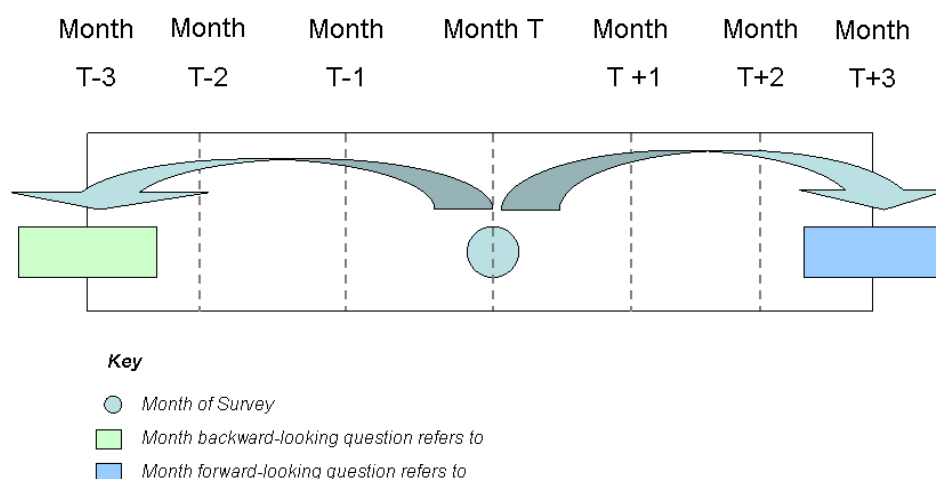 Month Month Month Month T Month Month Month
T-3 T-2 T-1 T +1 T+2 T+3
Key
Month of Survey
Month backward-looking question refers to
Month forward-looking question refers to